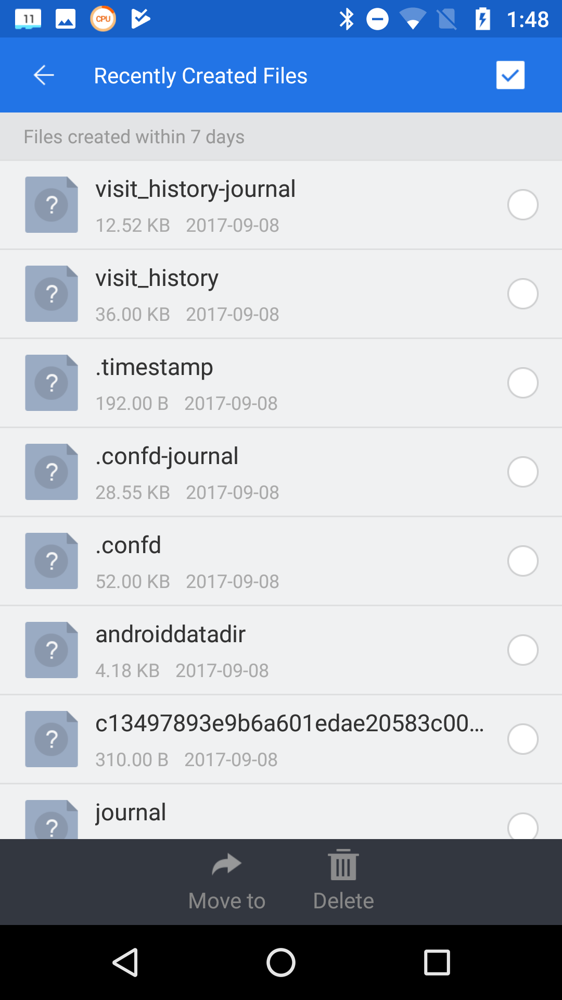 11
CPU
1:48
Recently Created Files
Files created within 7 days
?
visit_history-journal
12.52 KB 2017-09-08
?
visit_history
36.00 KB 2017-09-08
?
.timestamp
192.00 B 2017-09-08
?
.confd-journal
28.55 KB 2017-09-08
?
.confd
52.00 KB 2017-09-08
?
androiddatadir
4.18 KB 2017-09-08
?
c13497893e9b6a601edae20583c00...
310.00 B 2017-09-08
?
journal
Move to
Delete